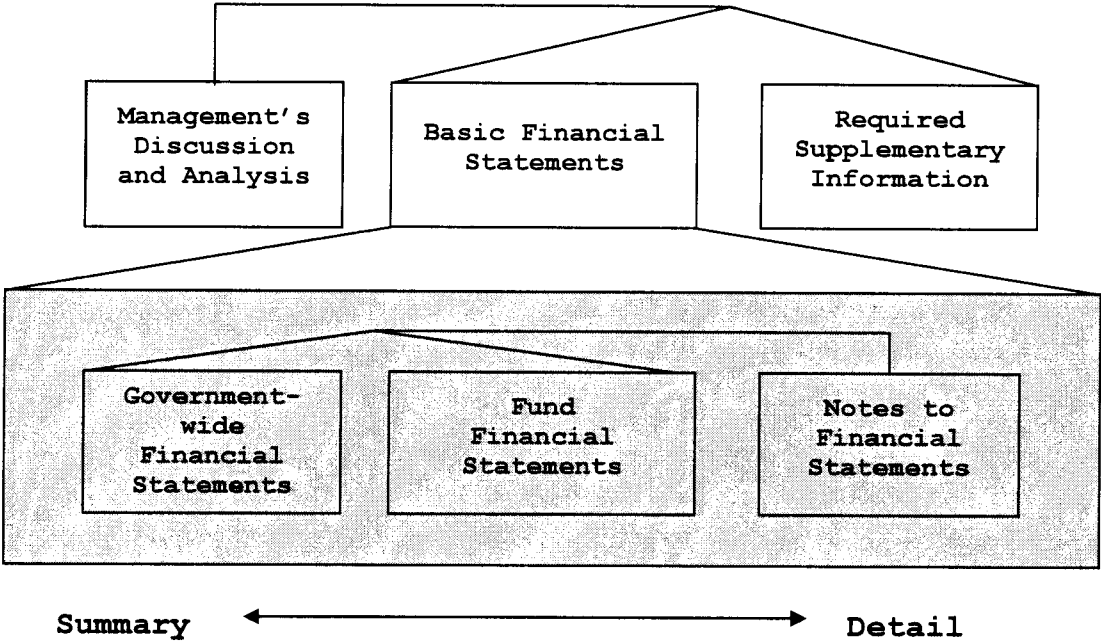 Management's
Discussion
and Analysis
Basic Financial
Statements
Required
Supplementary
Information
Government-
wide
Financial
Statements
Fund
Financial
Statements
Notes to
Financial
Statements
Summary
Detail